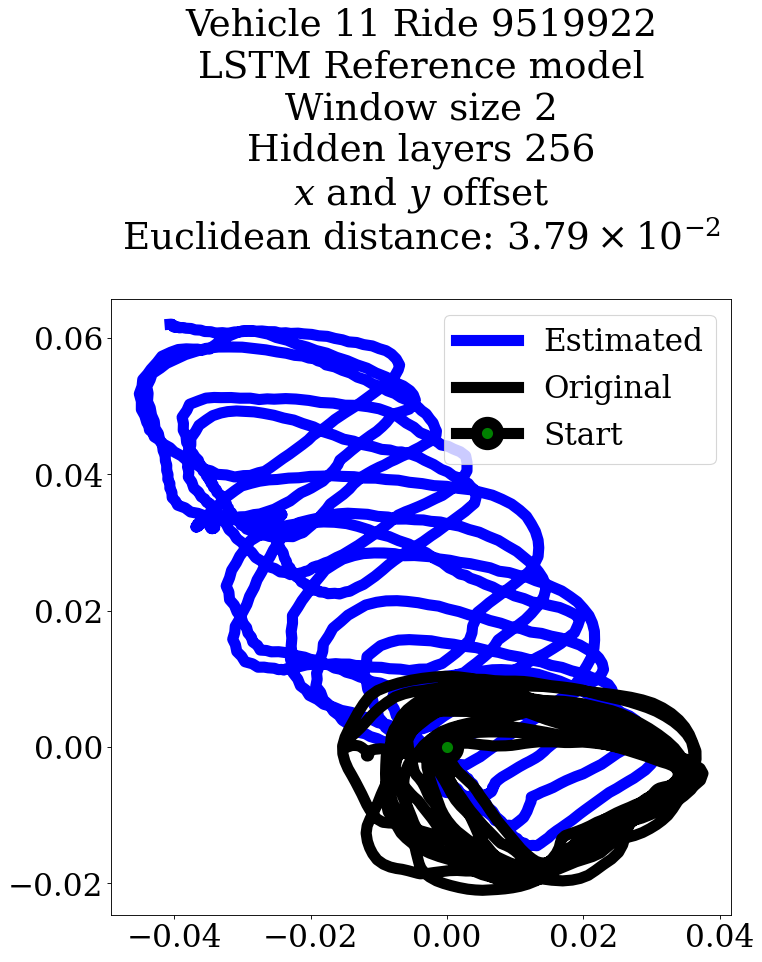 Vehicle 11 Ride 9519922
LSTM Reference model
Window size 2
Hidden layers 256
x and y offset
Euclidean distance: 3.79 × 10⁻²
Estimated
Original
Start
0.06
0.04
0.02
0.00
−0.02
−0.04
−0.02
0.00
0.02
0.04